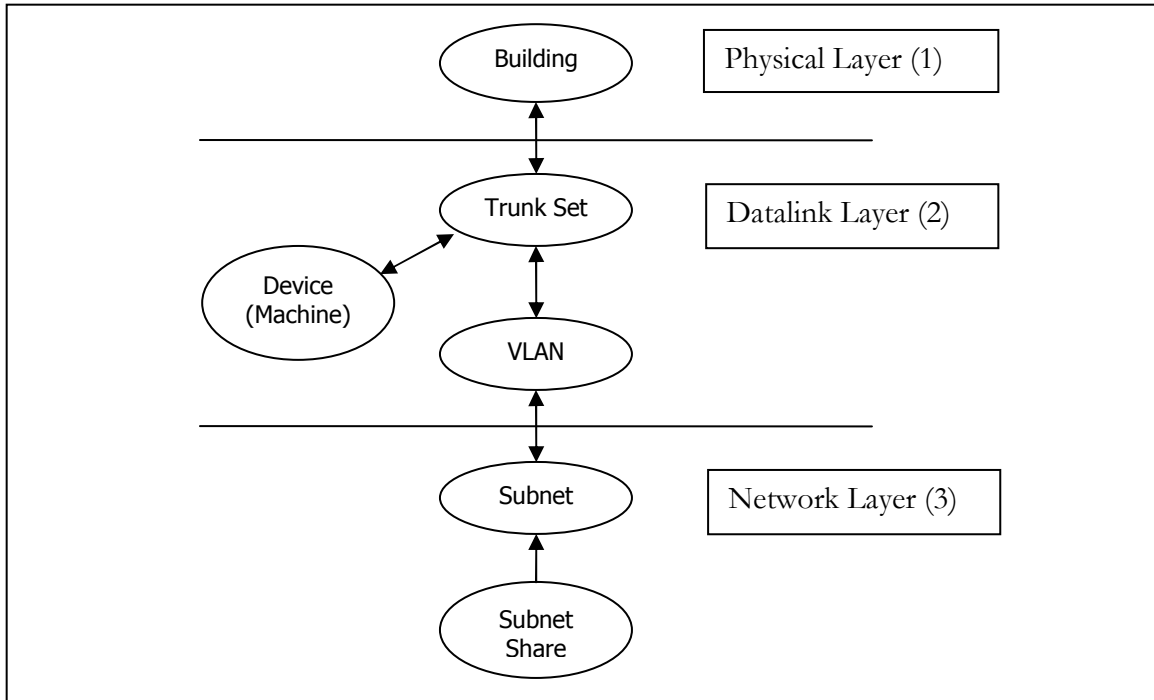 Building
Physical Layer (1)
Trunk Set
Datalink Layer (2)
Device
(Machine)
VLAN
Subnet
Network Layer (3)
Subnet
Share